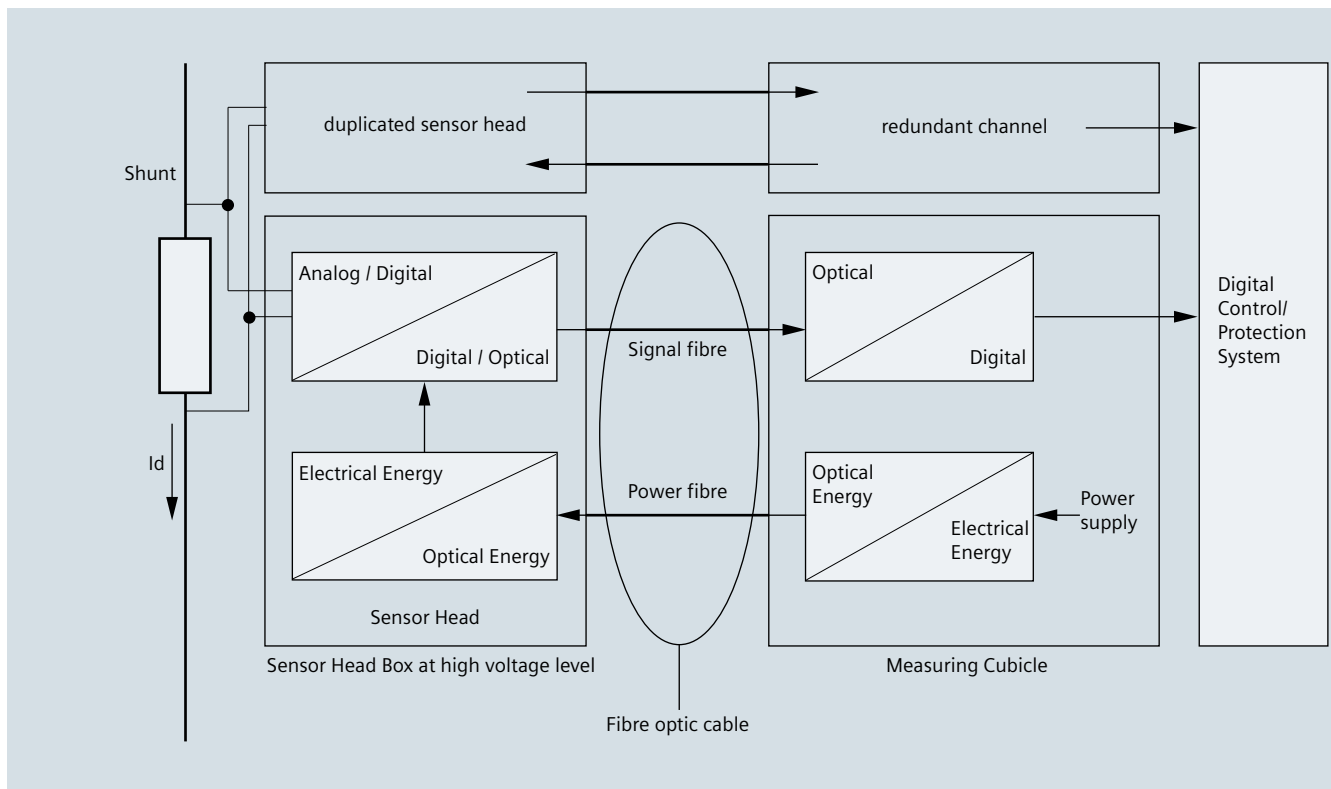 duplicated sensor head
redundant channel
Shunt
Analog / Digital
Digital / Optical
Signal fibre
Optical
Digital
Digital
Control/
Protection
System
Id
Electrical Energy
Optical Energy
Power fibre
Optical
Energy
Electrical
Energy
Power
supply
Sensor Head
Sensor Head Box at high voltage level
Measuring Cubicle
Fibre optic cable